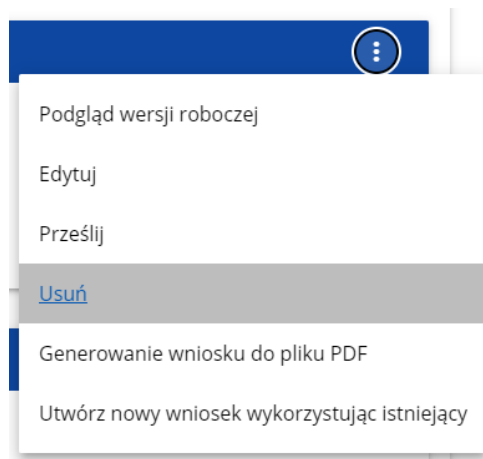 Podgląd wersji roboczej
Edytuj
Prześlij
Usuń
Generowanie wniosku do pliku PDF
Utwórz nowy wniosek wykorzystując istniejący